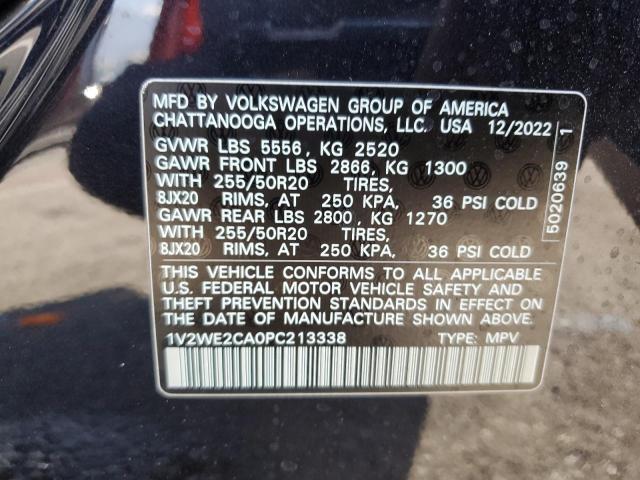 MFD BY VOLKSWAGEN GROUP OF AMERICA
CHATTANOOGA OPERATIONS, LLC. USA 12/2022
GVWR LBS 5556, KG 2520
GAWR FRONT LBS 2866, KG 1300
WITH 255/50R20 TIRES,
8JX20 RIMS, AT 250 KPA, 36 PSI COLD
GAWR REAR LBS 2800, KG 1270
WITH 255/50R20 TIRES,
8JX20 RIMS, AT 250 KPA, 36 PSI COLD
THIS VEHICLE CONFORMS TO ALL APPLICABLE
U.S. FEDERAL MOTOR VEHICLE SAFETY AND
THEFT PREVENTION STANDARDS IN EFFECT ON
THE DATE OF MANUFACTURE SHOWN ABOVE.
1V2WE2CA0PC213338 TYPE: MPV
5020639 1